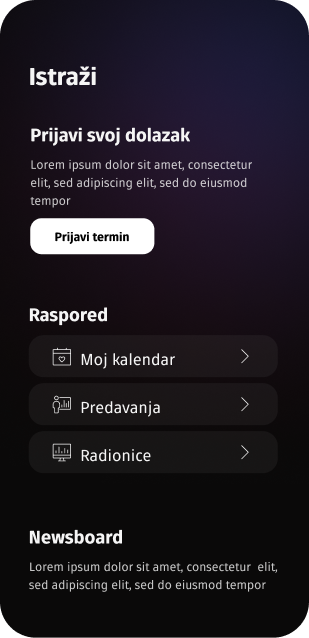 Istraži
Prijavi svoj dolazak
Lorem ipsum dolor sit amet, consectetur
elit, sed adipiscing elit, sed do eiusmod
tempor
Prijavi termin
Raspored
Moj kalendar
Predavanja
Radionice
Newsboard
Lorem ipsum dolor sit amet, consectetur  elit,
sed adipiscing elit, sed do eiusmod tempor